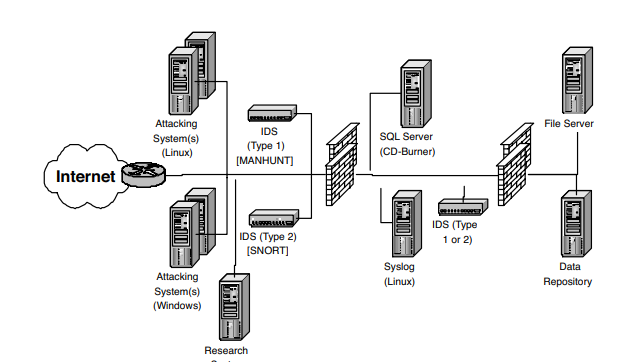 Attacking
System(s)
(Linux)
IDS
(Type 1)
[MANHUNT]
SQL Server
(CD-Burner)
File Server
Internet
IDS (Type 2)
[SNORT]
IDS (Type
1 or 2)
Attacking
System(s)
(Windows)
Syslog
(Linux)
Data
Repository
Research